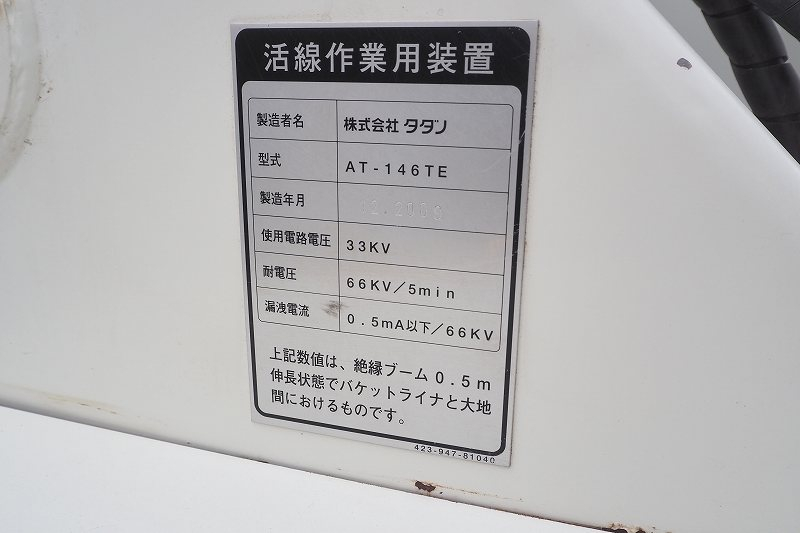 活線作業用装置
製造者名 株式会社 タダノ
型式 AT-146TE
製造年月 02.2009
使用電路電圧 33KV
耐電圧 66KV/5min
漏洩電流 0.5mA以下/66KV
上記数値は、絶縁ブーム0.5m
伸長状態でバケットライナと大地
間におけるものです。
423-947-81040